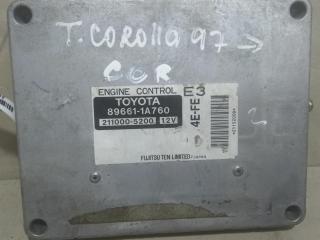 T. COROllA 97 →
COR
ENGINE CONTROL E3
TOYOTA
89661-1A760
211000-5200 12V
4E-FE
FUJITSU TEN LIMITED